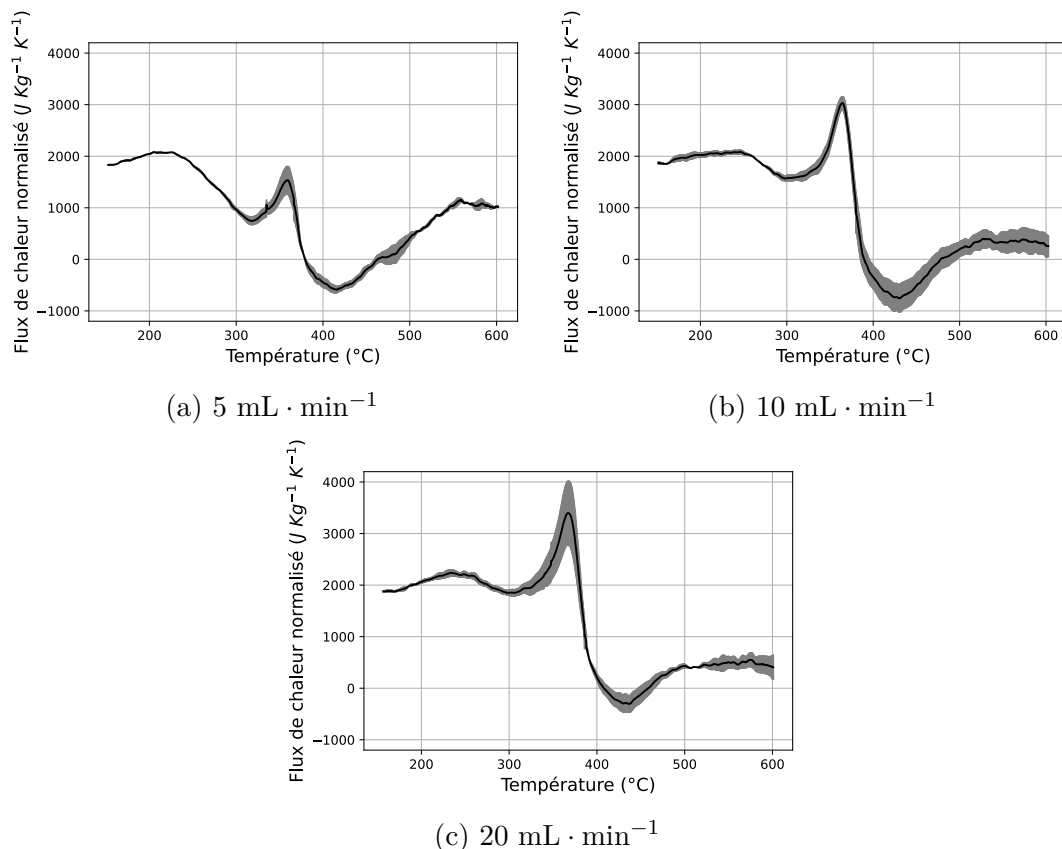 Flux de chaleur normalisé (J Kg⁻¹ K⁻¹)
4000
3000
2000
1000
0
−1000
200 300 400 500 600
Température (°C)
(a) 5 mL · min⁻¹
Flux de chaleur normalisé (J Kg⁻¹ K⁻¹)
4000
3000
2000
1000
0
−1000
200 300 400 500 600
Température (°C)
(b) 10 mL · min⁻¹
Flux de chaleur normalisé (J Kg⁻¹ K⁻¹)
4000
3000
2000
1000
0
−1000
200 300 400 500 600
Température (°C)
(c) 20 mL · min⁻¹